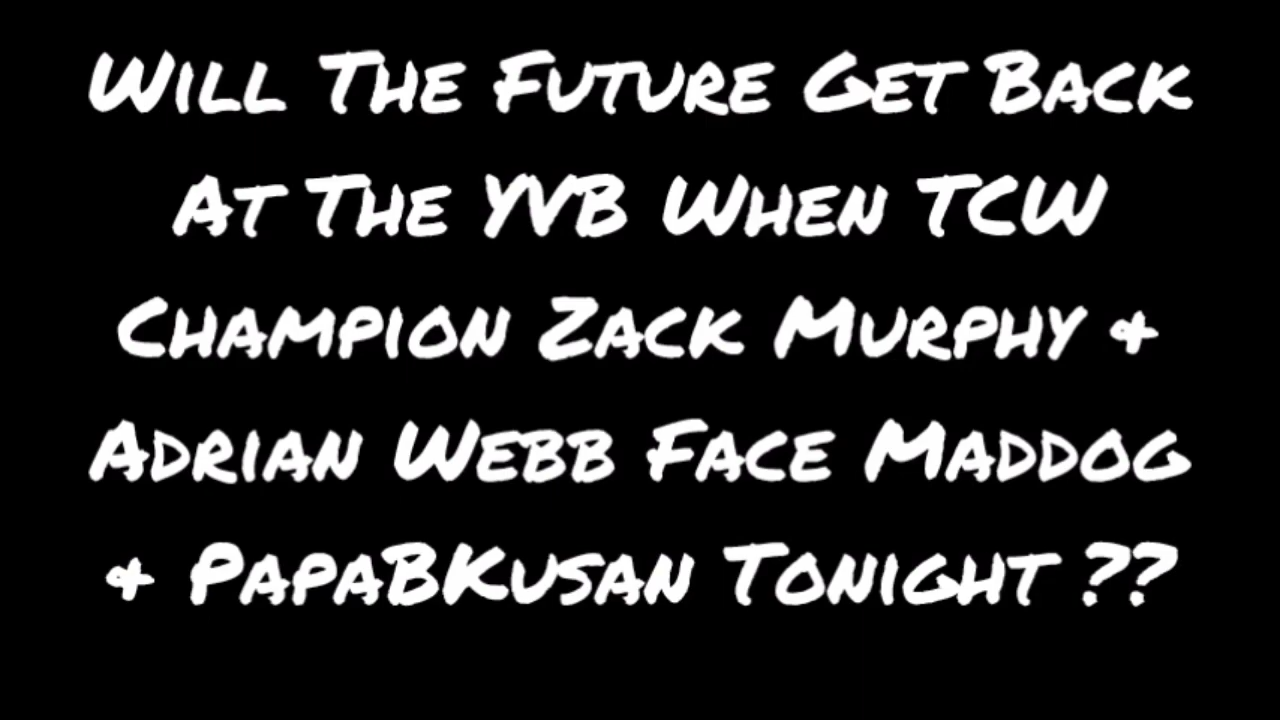 Will The Future Get Back
At The YVB When TCW
Champion Zack Murphy &
Adrian Webb Face Maddog
& PapaBKusan Tonight ??